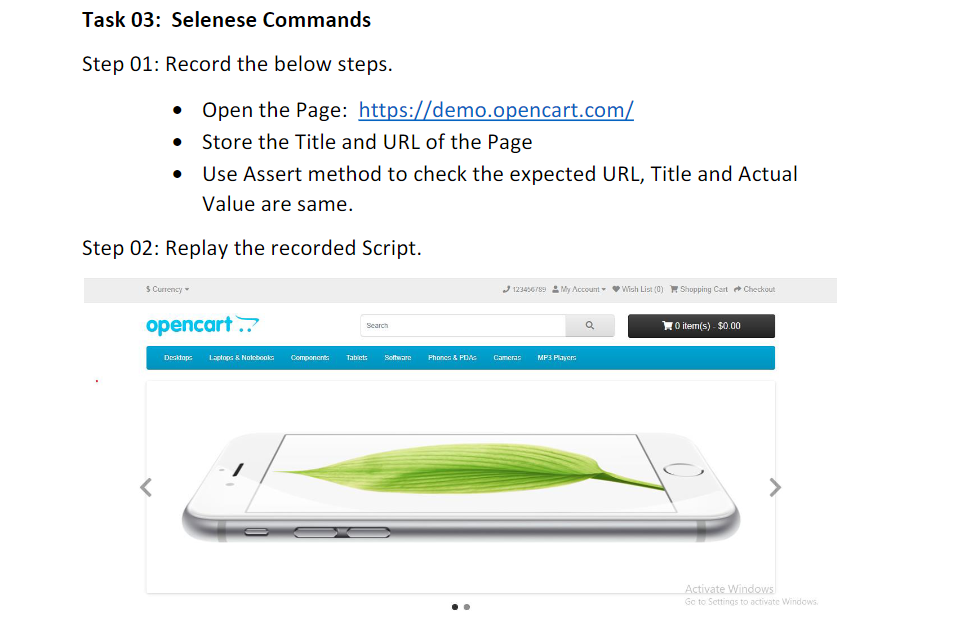 Task 03:  Selenese Commands
Step 01: Record the below steps.
• Open the Page:  https://demo.opencart.com/
• Store the Title and URL of the Page
• Use Assert method to check the expected URL, Title and Actual
Value are same.
Step 02: Replay the recorded Script.
$ Currency
123456789 My Account Wish List (0) Shopping Cart Checkout
opencart
Search
0 item(s) - $0.00
Desktops Laptops & Notebooks Components Tablets Software Phones & PDAs Cameras MP3 Players
Activate Windows
Go to Settings to activate Windows.